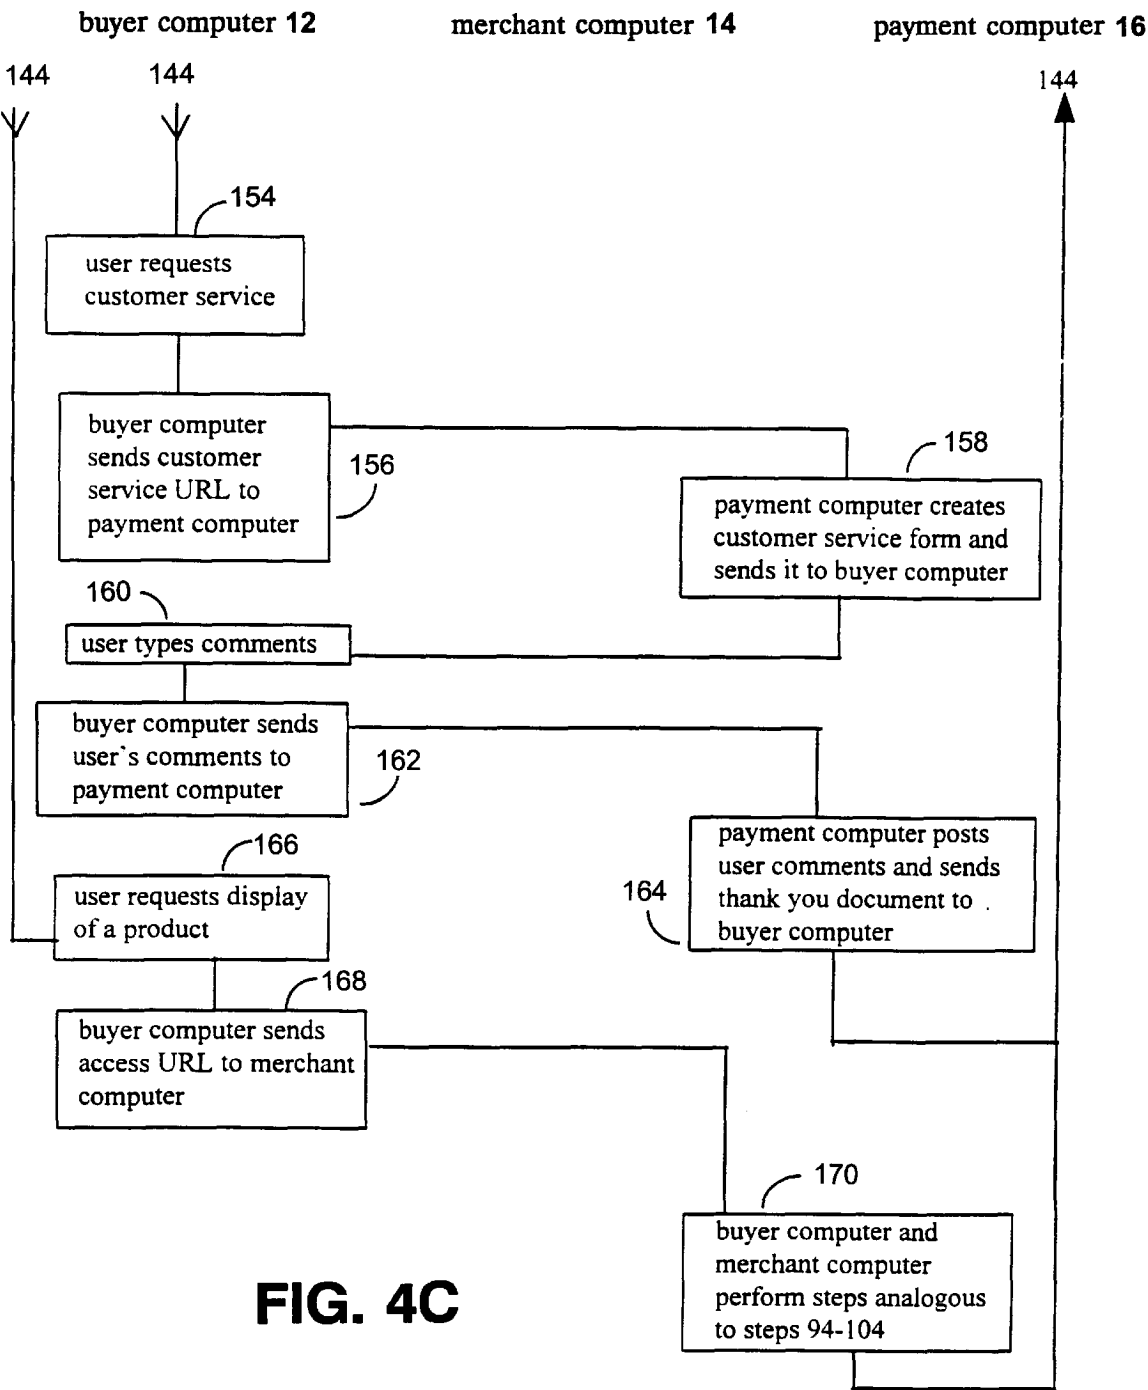 buyer computer 12
merchant computer 14
payment computer 16
144
144
144
154
user requests
customer service
buyer computer
sends customer
service URL to
payment computer
156
158
payment computer creates
customer service form and
sends it to buyer computer
160
user types comments
buyer computer sends
user`s comments to
payment computer
162
payment computer posts
user comments and sends
thank you document to
buyer computer
164
166
user requests display
of a product
168
buyer computer sends
access URL to merchant
computer
170
buyer computer and
merchant computer
perform steps analogous
to steps 94-104
FIG. 4C